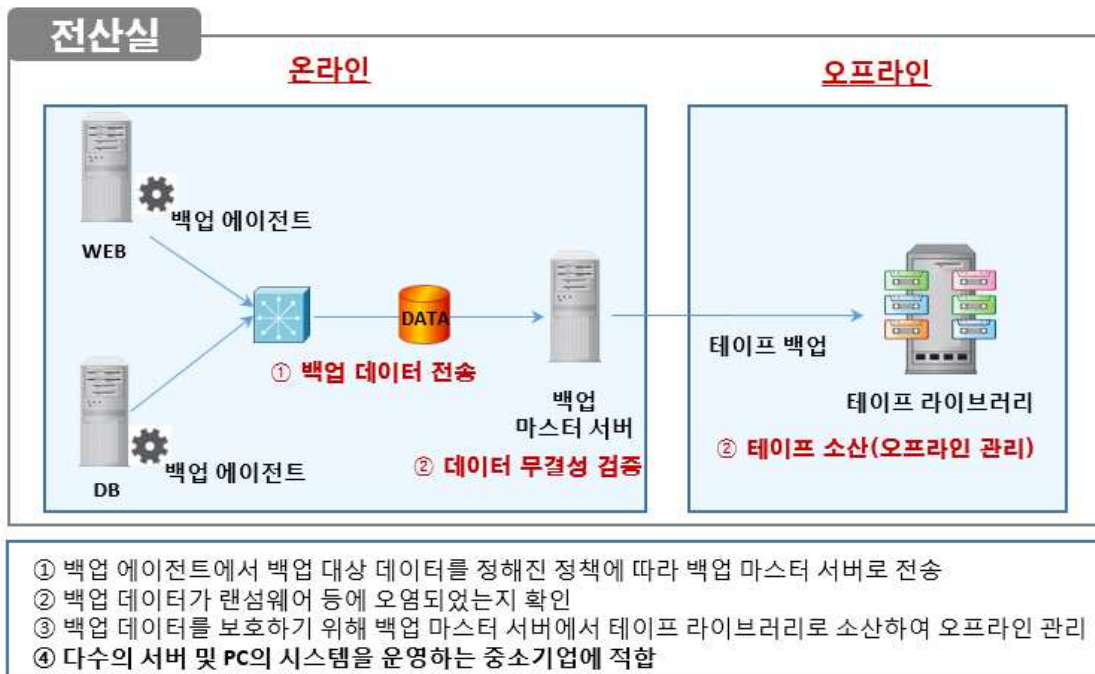 전산실
온라인
오프라인
백업 에이전트
WEB
DATA
① 백업 데이터 전송
백업
마스터 서버
② 데이터 무결성 검증
백업 에이전트
DB
테이프 백업
테이프 라이브러리
② 테이프 소산(오프라인 관리)
① 백업 에이전트에서 백업 대상 데이터를 정해진 정책에 따라 백업 마스터 서버로 전송
② 백업 데이터가 랜섬웨어 등에 오염되었는지 확인
③ 백업 데이터를 보호하기 위해 백업 마스터 서버에서 테이프 라이브러리로 소산하여 오프라인 관리
④ 다수의 서버 및 PC의 시스템을 운영하는 중소기업에 적합